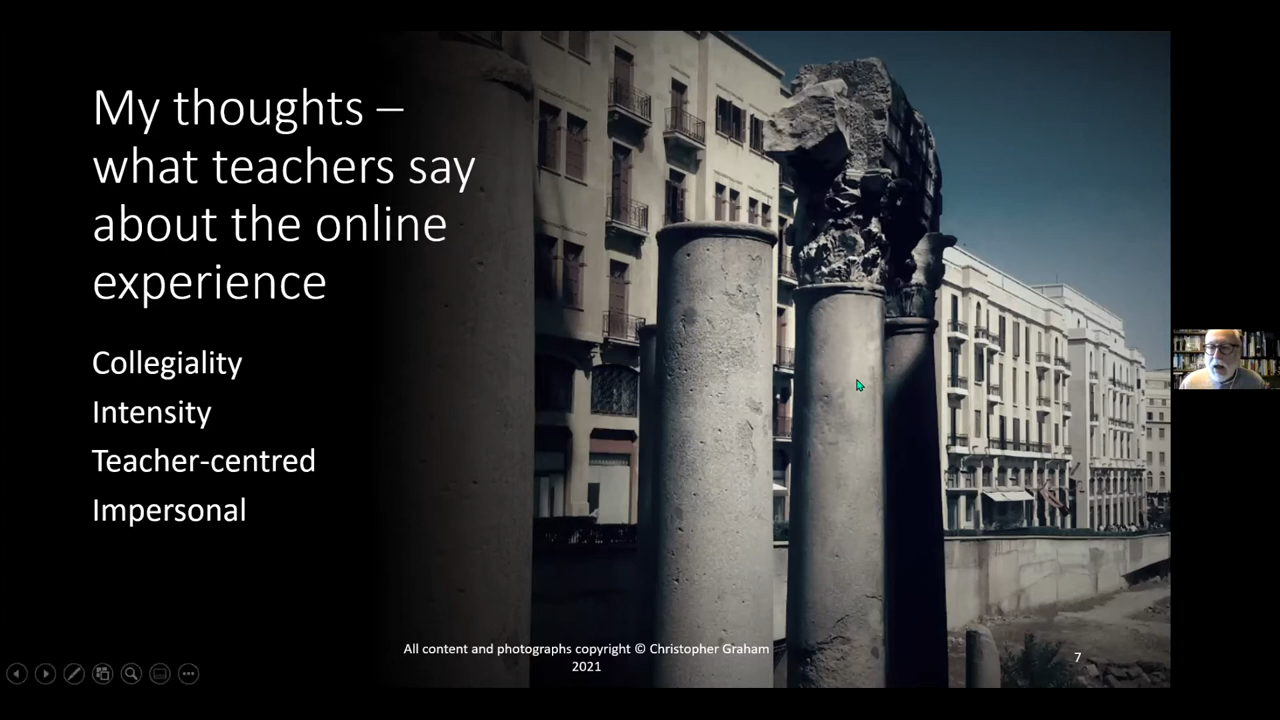 My thoughts –
what teachers say
about the online
experience
Collegiality
Intensity
Teacher-centred
Impersonal
All content and photographs copyright © Christopher Graham
2021
7